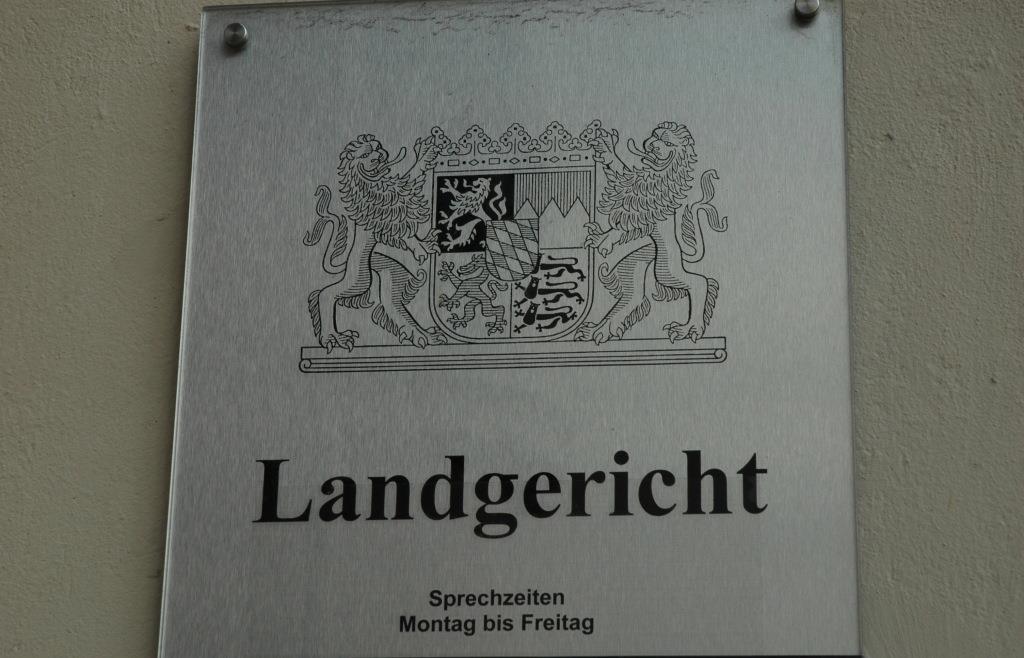 Landgericht
Sprechzeiten
Montag bis Freitag